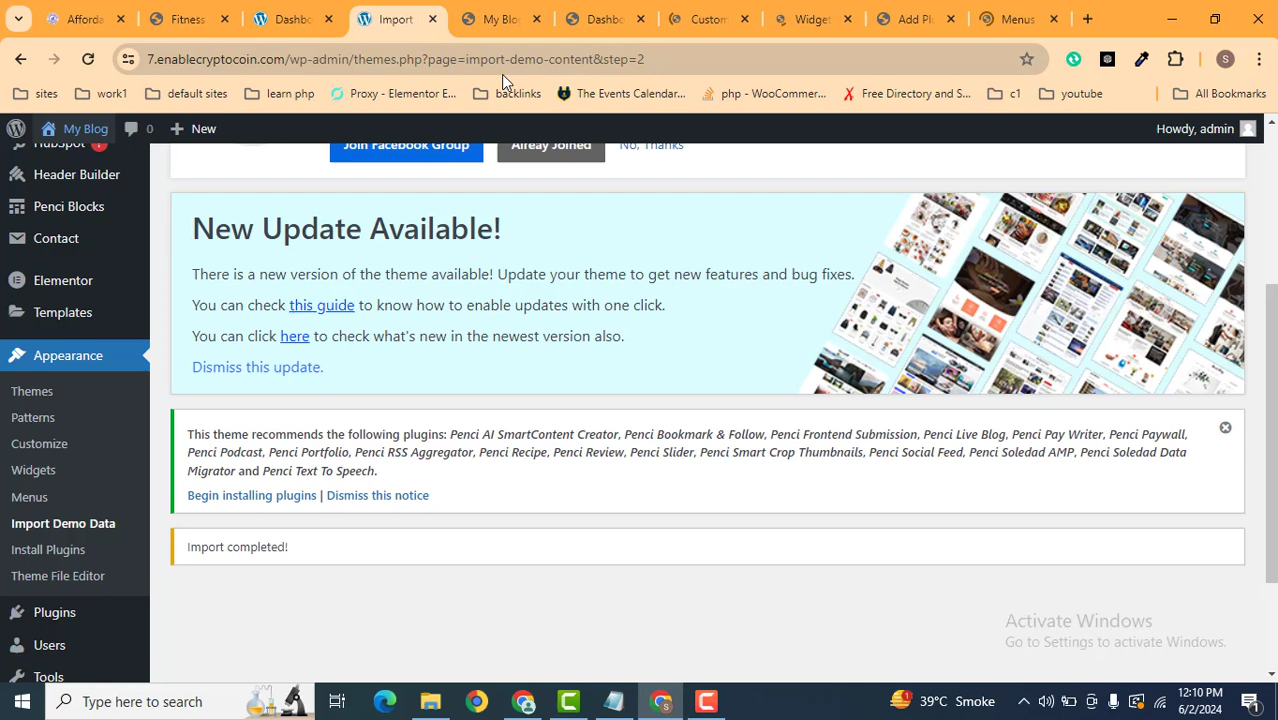 Afforda
Fitness
Dashbo
Import
My Blo
Dashbo
Custom
Widget
Add Pl
Menus
7.enablecryptocoin.com/wp-admin/themes.php?page=import-demo-content&step=2
S
sites
work1
default sites
learn php
Proxy - Elementor E...
backlinks
The Events Calendar...
php - WooCommer...
Free Directory and S...
c1
youtube
All Bookmarks
My Blog
0
New
Howdy, admin
HubSpot
Join Facebook Group
Alreay Joined
No, Thanks
Header Builder
Penci Blocks
Contact
Elementor
Templates
Appearance
Themes
Patterns
Customize
Widgets
Menus
Import Demo Data
Install Plugins
Theme File Editor
Plugins
Users
Tools
New Update Available!
There is a new version of the theme available! Update your theme to get new features and bug fixes.
You can check this guide to know how to enable updates with one click.
You can click here to check what's new in the newest version also.
Dismiss this update.
This theme recommends the following plugins: Penci AI SmartContent Creator, Penci Bookmark & Follow, Penci Frontend Submission, Penci Live Blog, Penci Pay Writer, Penci Paywall,
Penci Podcast, Penci Portfolio, Penci RSS Aggregator, Penci Recipe, Penci Review, Penci Slider, Penci Smart Crop Thumbnails, Penci Social Feed, Penci Soledad AMP, Penci Soledad Data
Migrator and Penci Text To Speech.
Begin installing plugins | Dismiss this notice
Import completed!
Activate Windows
Go to Settings to activate Windows.
Type here to search
39°C Smoke
12:10 PM
6/2/2024
1